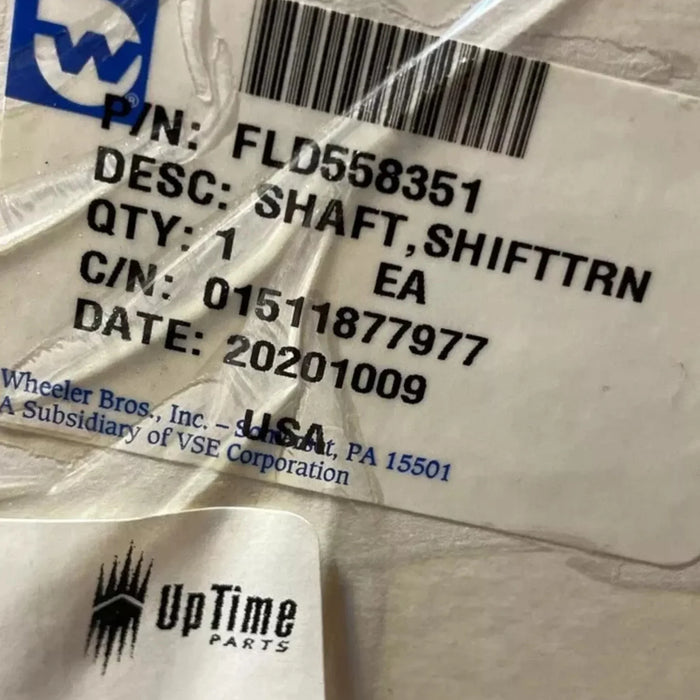 W ®
P/N: FLD558351
DESC: SHAFT,SHIFTTRN
QTY: 1 EA
C/N: 01511877977
DATE: 20201009
USA
Wheeler Bros., Inc. – Somerset, PA 15501
A Subsidiary of VSE Corporation
UpTime
PARTS